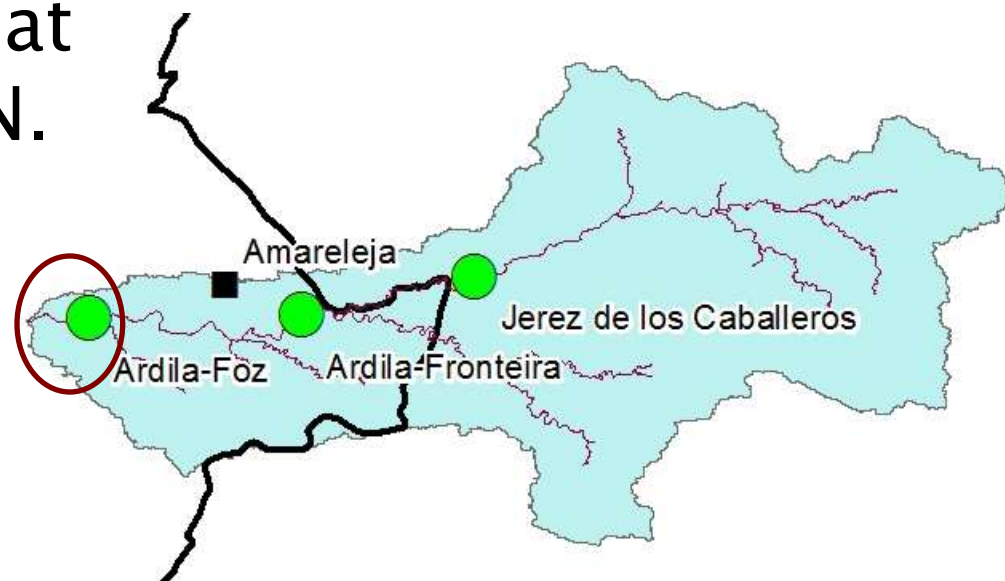 at
N.
Amareleja
Jerez de los Caballeros
Ardila-Foz
Ardila-Fronteira